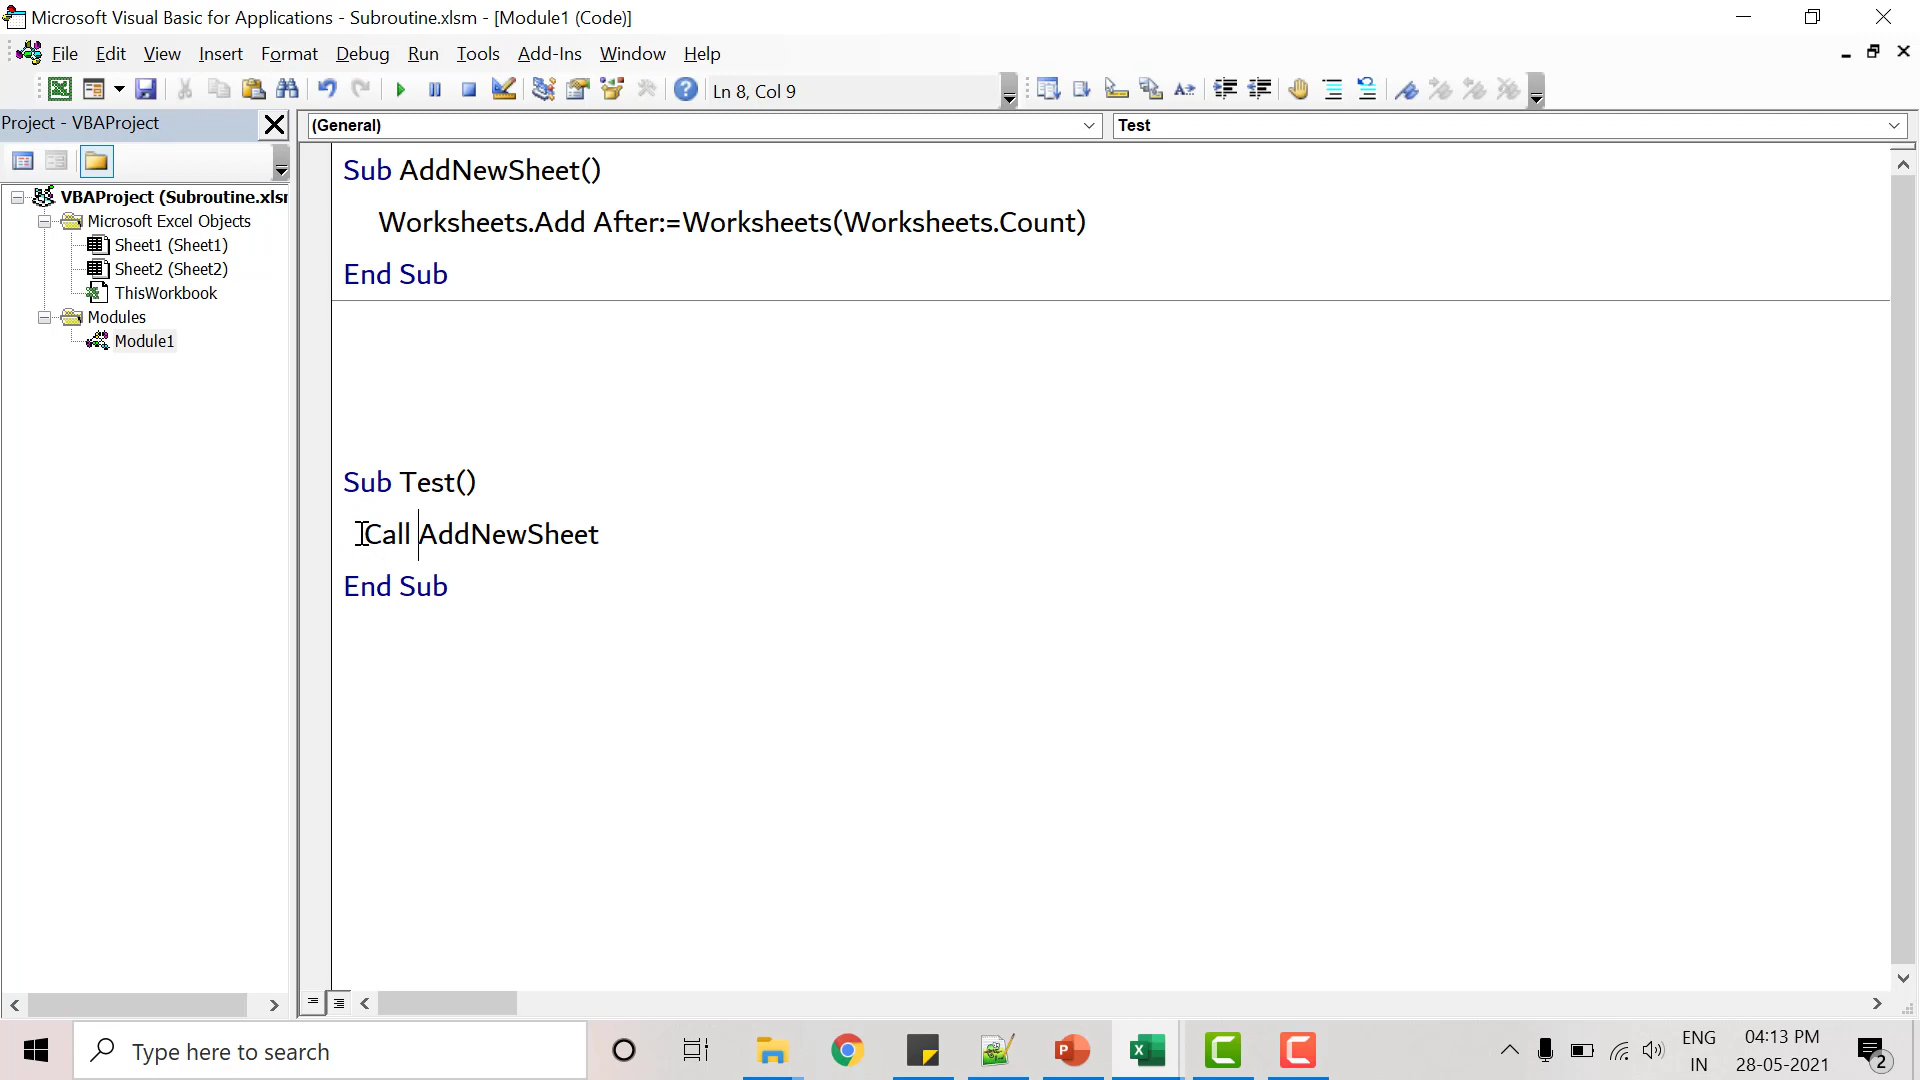 Microsoft Visual Basic for Applications - Subroutine.xlsm - [Module1 (Code)]
File Edit View Insert Format Debug Run Tools Add-Ins Window Help
Ln 8, Col 9
Project - VBAProject
(General) Test
VBAProject (Subroutine.xlsm
Microsoft Excel Objects
Sheet1 (Sheet1)
Sheet2 (Sheet2)
ThisWorkbook
Modules
Module1
Sub AddNewSheet()
Worksheets.Add After:=Worksheets(Worksheets.Count)
End Sub
Sub Test()
Call AddNewSheet
End Sub
Type here to search
ENG
IN
04:13 PM
28-05-2021
2